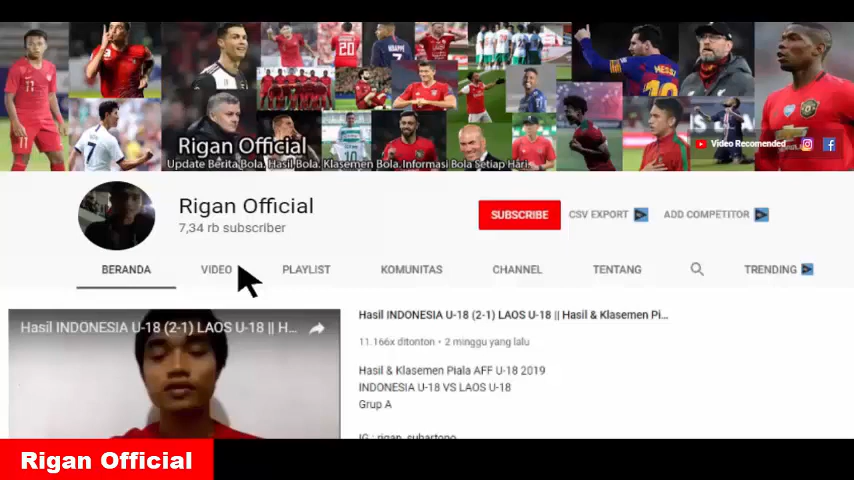 Rigan Official
Update Berita Bola. Hasil Bola. Klasemen Bola. Informasi Bola Setiap Hari.
Video Recomended
Rigan Official
7,34 rb subscriber
SUBSCRIBE
CSV EXPORT
ADD COMPETITOR
BERANDA
VIDEO
PLAYLIST
KOMUNITAS
CHANNEL
TENTANG
TRENDING
Hasil INDONESIA U-18 (2-1) LAOS U-18 || H...
Hasil INDONESIA U-18 (2-1) LAOS U-18 || Hasil & Klasemen Pi...
11.166x ditonton • 2 minggu yang lalu
Hasil & Klasemen Piala AFF U-18 2019
INDONESIA U-18 VS LAOS U-18
Grup A
IG : rigan_suhartono
Rigan Official